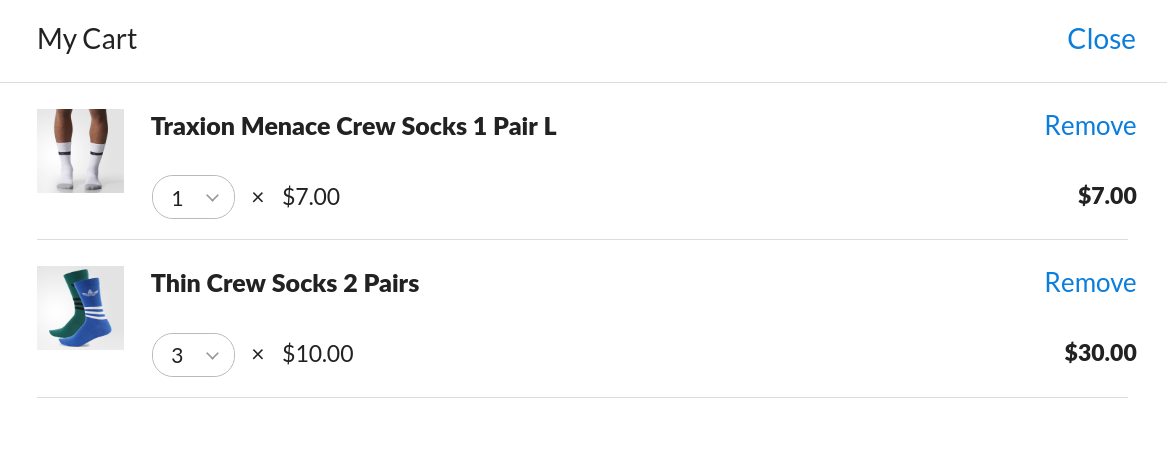 My Cart Close
Traxion Menace Crew Socks 1 Pair L Remove
1 × $7.00 $7.00
Thin Crew Socks 2 Pairs Remove
3 × $10.00 $30.00